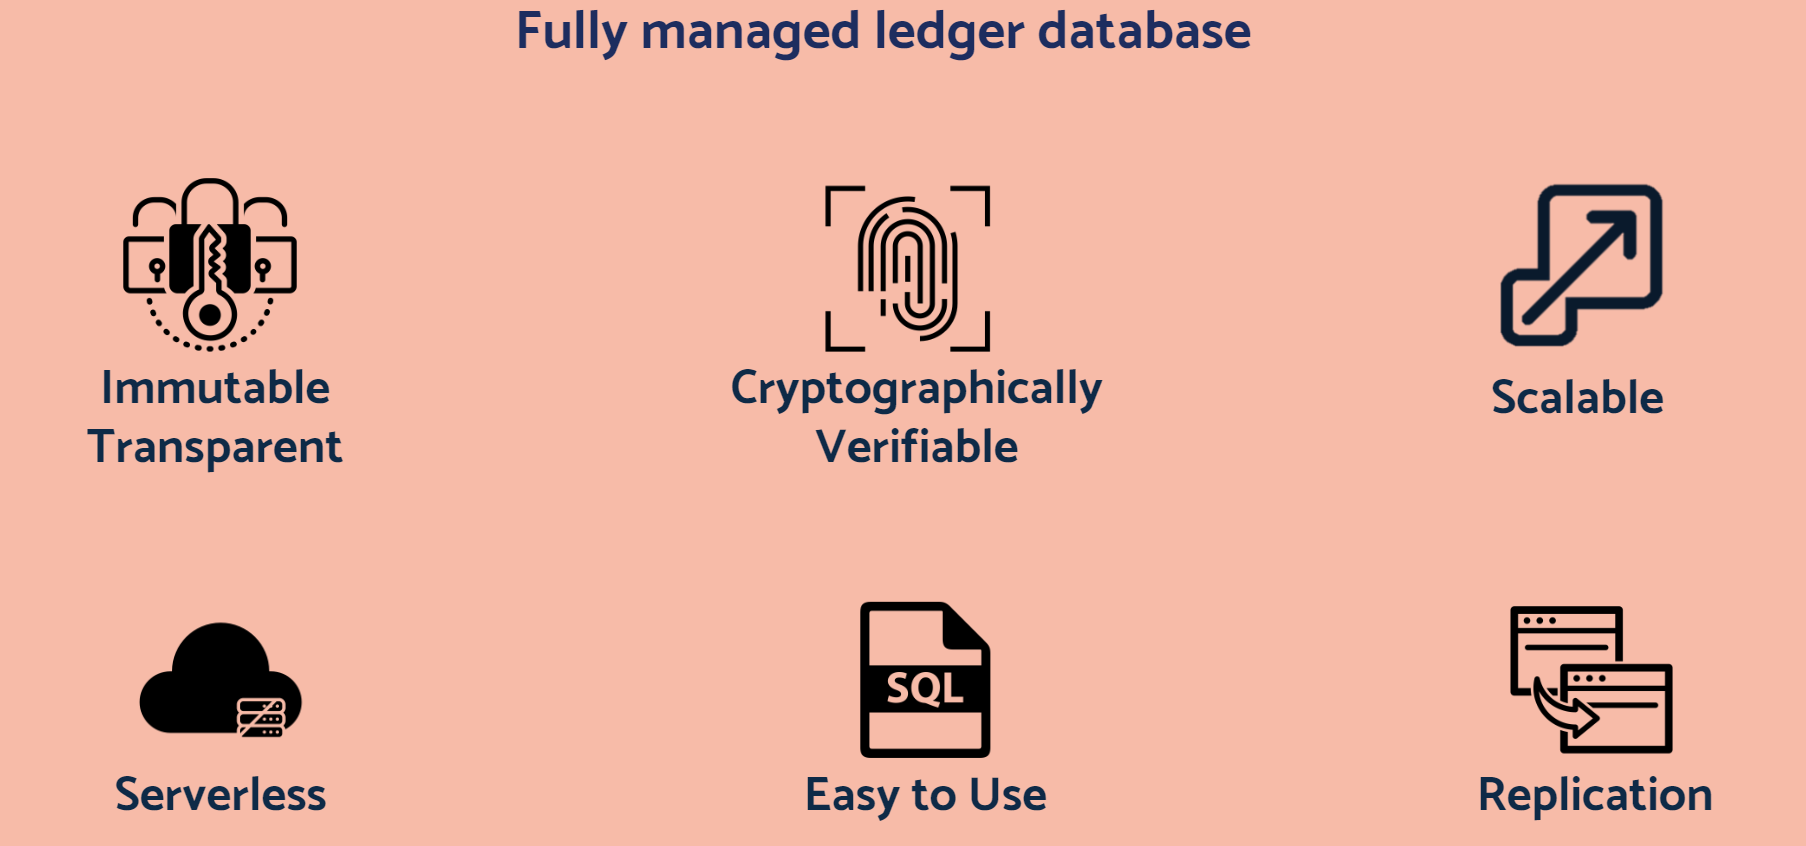 Fully managed ledger database
Immutable
Transparent
Cryptographically
Verifiable
Scalable
Serverless
SQL
Easy to Use
Replication